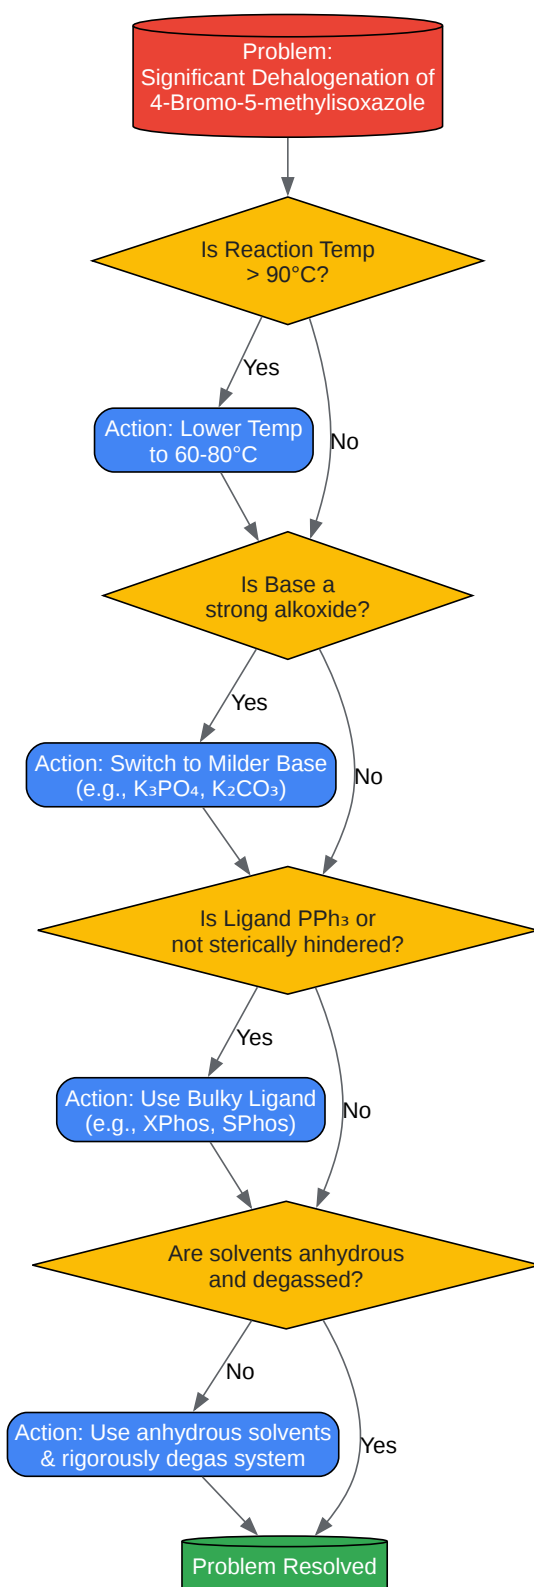 Problem:
Significant Dehalogenation of
4-Bromo-5-methylisoxazole
Is Reaction Temp
> 90°C?
Yes
Action: Lower Temp
to 60-80°C
No
Is Base a
strong alkoxide?
Yes
Action: Switch to Milder Base
(e.g., K₃PO₄, K₂CO₃)
No
Is Ligand PPh₃ or
not sterically hindered?
Yes
Action: Use Bulky Ligand
(e.g., XPhos, SPhos)
No
Are solvents anhydrous
and degassed?
No
Action: Use anhydrous solvents
& rigorously degas system
Yes
Problem Resolved